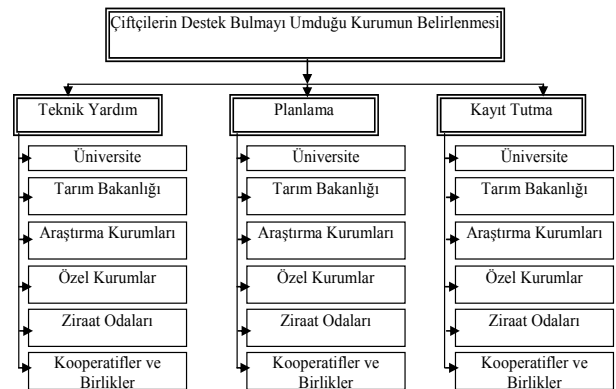 Çiftçilerin Destek Bulmayı Umduğu Kurumun Belirlenmesi
Teknik Yardım
Üniversite
Tarım Bakanlığı
Araştırma Kurumları
Özel Kurumlar
Ziraat Odaları
Kooperatifler ve
Birlikler
Planlama
Üniversite
Tarım Bakanlığı
Araştırma Kurumları
Özel Kurumlar
Ziraat Odaları
Kooperatifler ve
Birlikler
Kayıt Tutma
Üniversite
Tarım Bakanlığı
Araştırma Kurumları
Özel Kurumlar
Ziraat Odaları
Kooperatifler ve
Birlikler